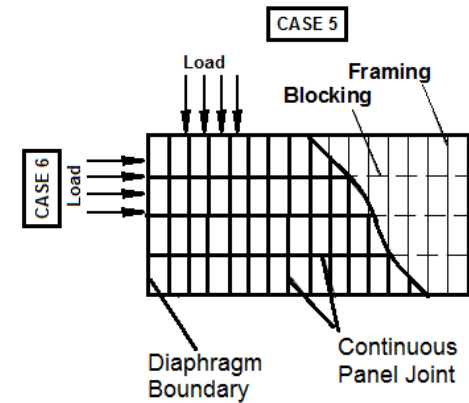 CASE 5
Load
Framing
Blocking
CASE 6
Load
Diaphragm
Boundary
Continuous
Panel Joint